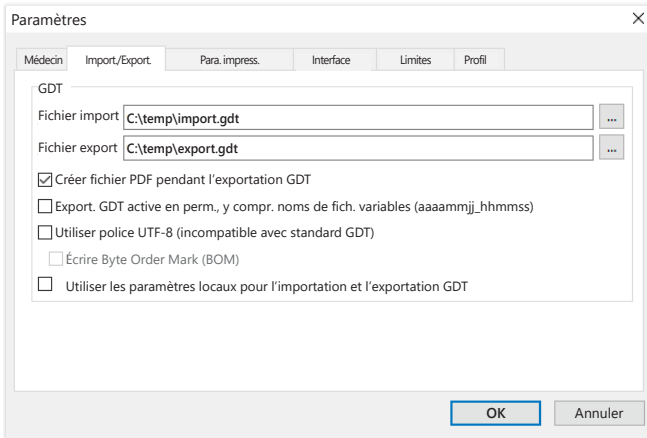 Paramètres
Médecin Import./Export. Para. impress. Interface Limites Profil
GDT
Fichier import C:\temp\import.gdt ...
Fichier export C:\temp\export.gdt ...
Créer fichier PDF pendant l'exportation GDT
Export. GDT active en perm., y compr. noms de fich. variables (aaaammjj_hhmmss)
Utiliser police UTF-8 (incompatible avec standard GDT)
Écrire Byte Order Mark (BOM)
Utiliser les paramètres locaux pour l'importation et l'exportation GDT
OK Annuler